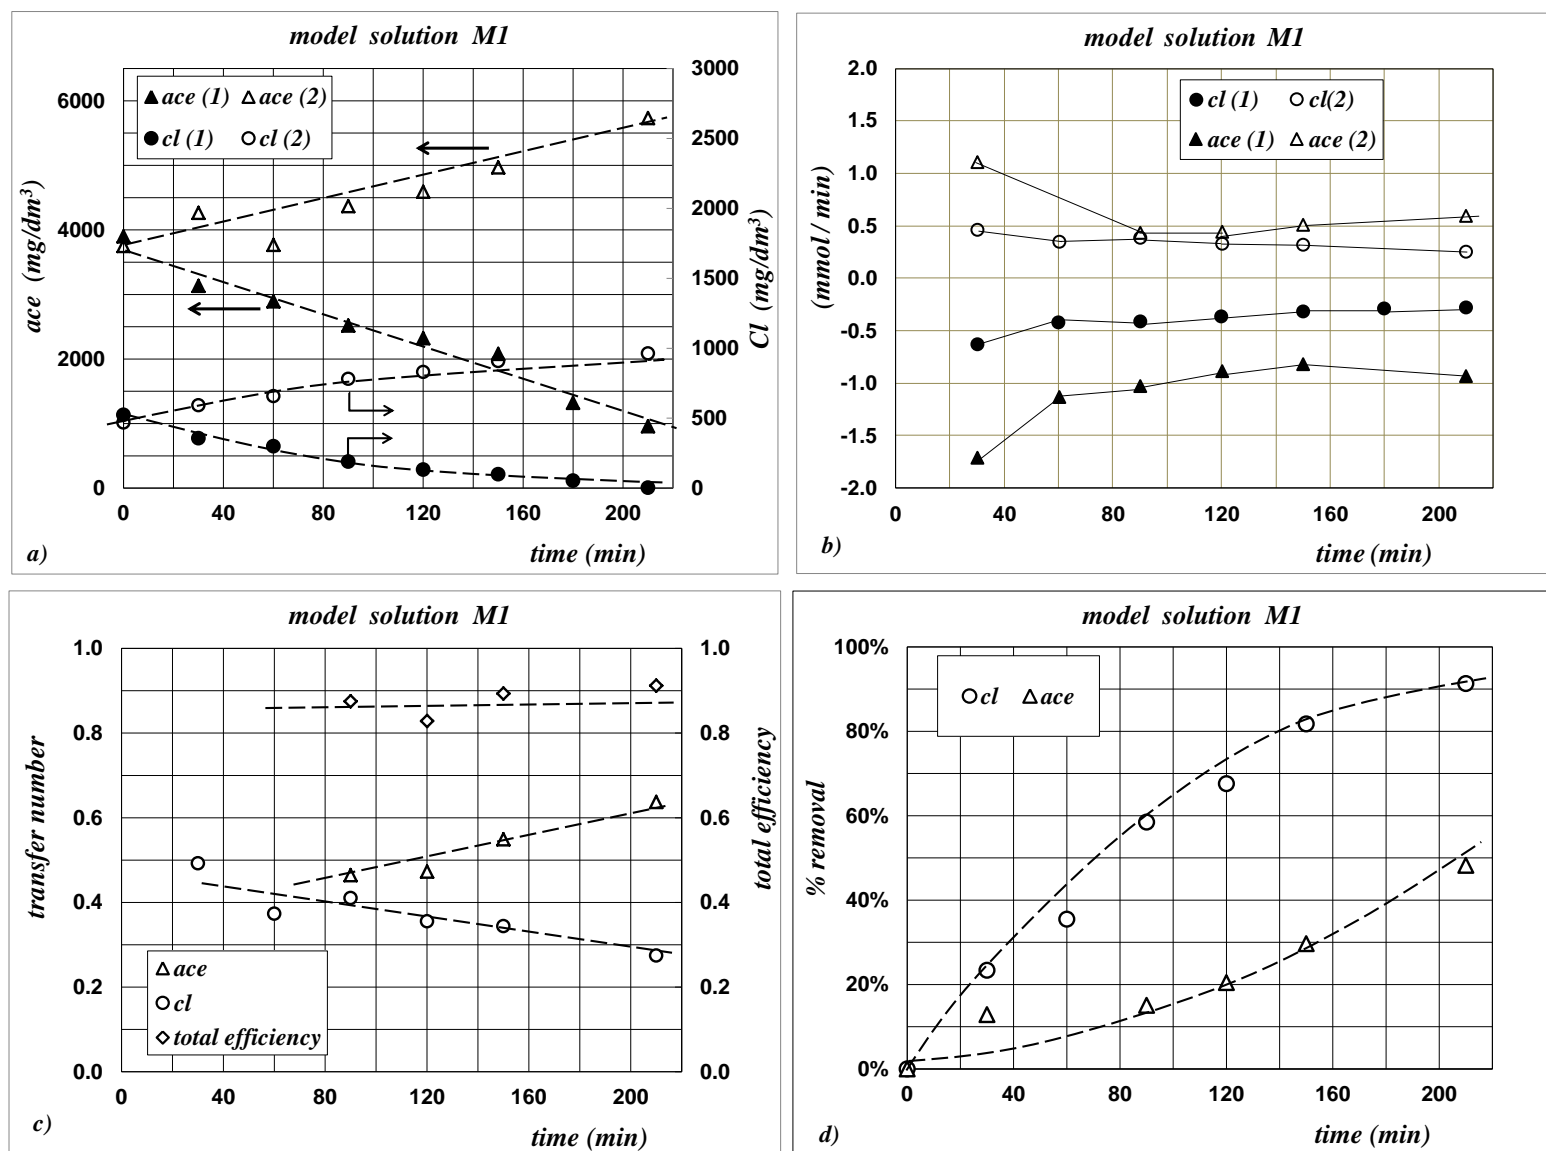 model solution M1
ace (1) ace (2)
cl (1) cl (2)
6000
4000
2000
0
ace (mg/dm³)
3000
2500
2000
1500
1000
500
0
Cl (mg/dm³)
0 40 80 120 160 200
a)
time (min)
model solution M1
cl (1) cl(2)
ace (1) ace (2)
2.0
1.5
1.0
0.5
0.0
-0.5
-1.0
-1.5
-2.0
(mmol / min)
0 40 80 120 160 200
b)
time (min)
model solution M1
1.0
0.8
0.6
0.4
0.2
0.0
transfer number
1.0
0.8
0.6
0.4
0.2
0.0
total efficiency
ace
cl
total efficiency
0 40 80 120 160 200
c)
time (min)
model solution M1
cl ace
100%
80%
60%
40%
20%
0%
% removal
0 40 80 120 160 200
d)
time (min)